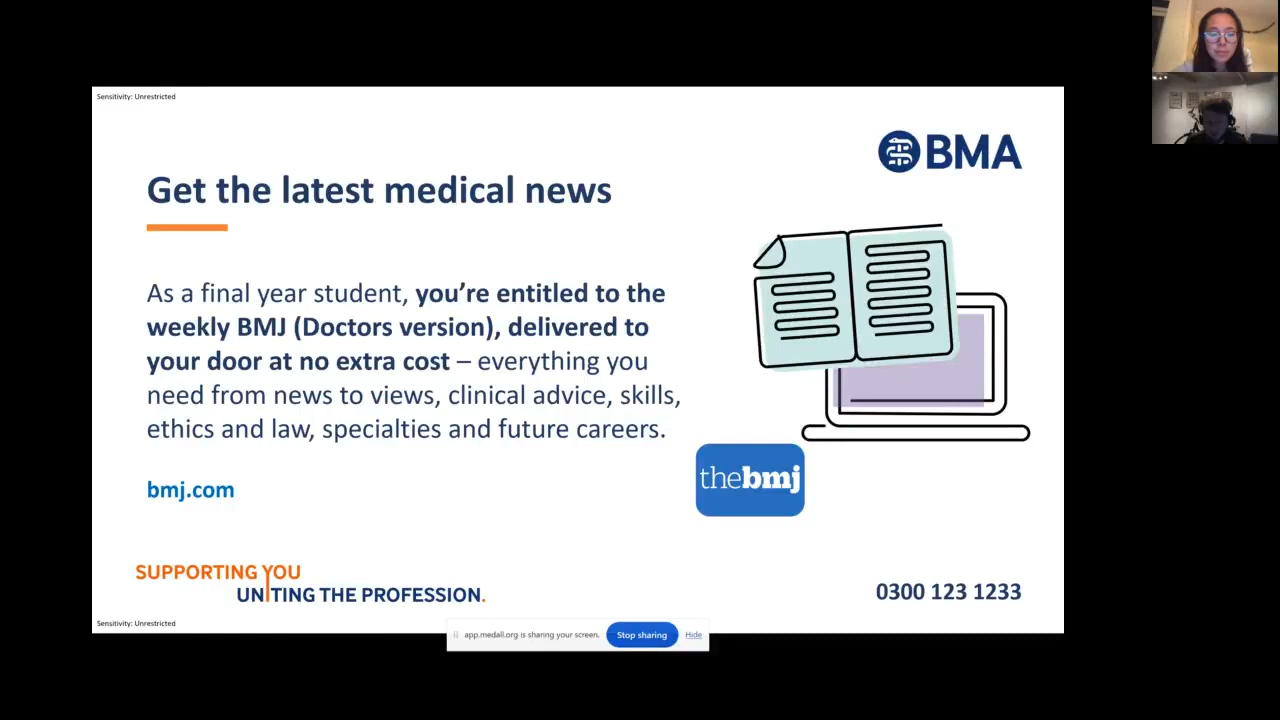 Sensitivity: Unrestricted
BMA
Get the latest medical news
As a final year student, you’re entitled to the
weekly BMJ (Doctors version), delivered to
your door at no extra cost – everything you
need from news to views, clinical advice, skills,
ethics and law, specialties and future careers.
bmj.com
thebmj
SUPPORTING YOU
UNITING THE PROFESSION.
0300 123 1233
Sensitivity: Unrestricted
app.medall.org is sharing your screen.
Stop sharing
Hide